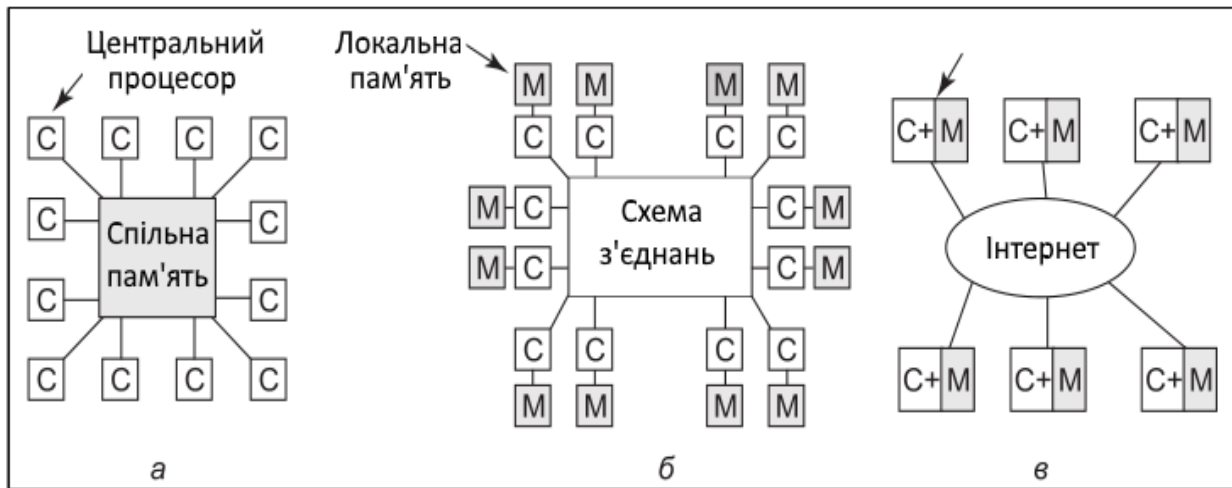 Центральний
процесор
C C C C
C C
Спільна
пам'ять
C C
C C C C
а
Локальна
пам'ять
M M M M
C C C C
M C C M
Схема
з'єднань
M C C M
C C C C
M M M M
б
C+ M C+ M C+ M
Інтернет
C+ M C+ M C+ M
в